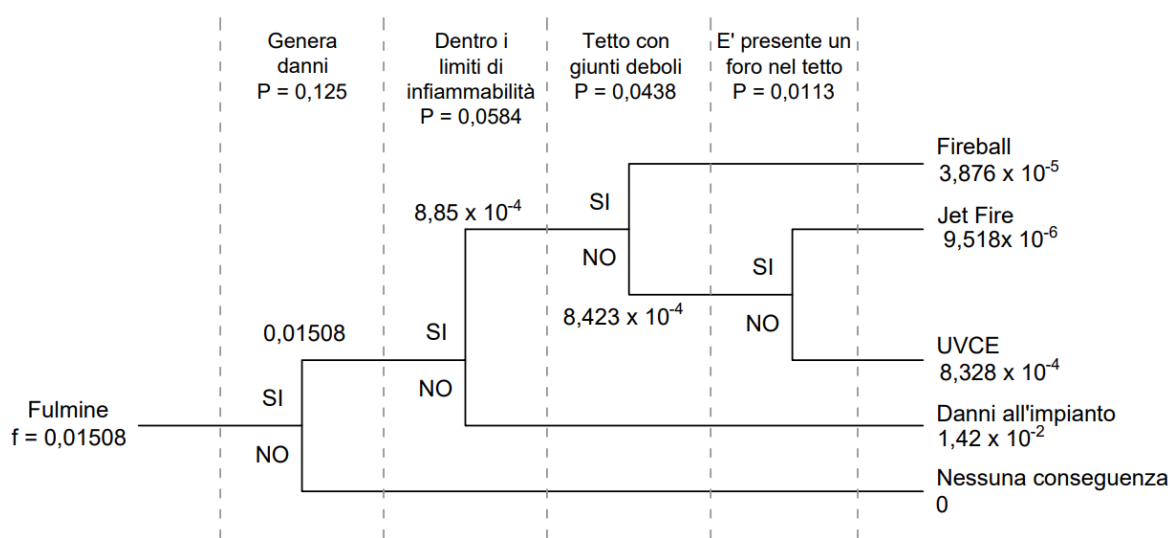 Genera
danni
P = 0,125
Dentro i
limiti di
infiammabilità
P = 0,0584
Tetto con
giunti deboli
P = 0,0438
E' presente un
foro nel tetto
P = 0,0113
Fireball
3,876 x 10⁻⁵
SI
8,85 x 10⁻⁴
Jet Fire
9,518x 10⁻⁶
NO
SI
8,423 x 10⁻⁴
NO
0,01508
SI
UVCE
8,328 x 10⁻⁴
NO
SI
Fulmine
f = 0,01508
Danni all'impianto
1,42 x 10⁻²
NO
Nessuna conseguenza
0